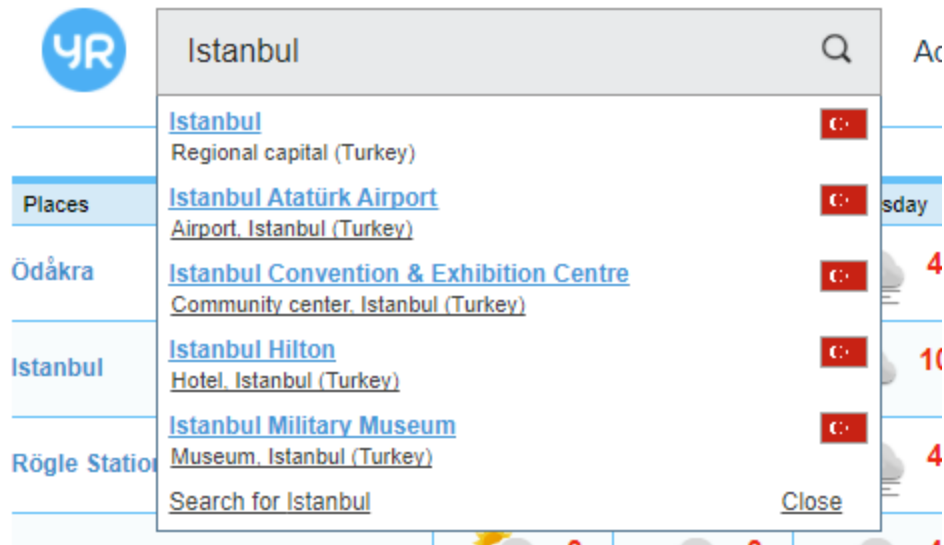 YR
Istanbul
Istanbul
Regional capital (Turkey)
Istanbul Atatürk Airport
Airport, Istanbul (Turkey)
Istanbul Convention & Exhibition Centre
Community center, Istanbul (Turkey)
Istanbul Hilton
Hotel, Istanbul (Turkey)
Istanbul Military Museum
Museum, Istanbul (Turkey)
Search for Istanbul
Close
Places
sday
Ödåkra
4
Istanbul
10
Rögle Station
4